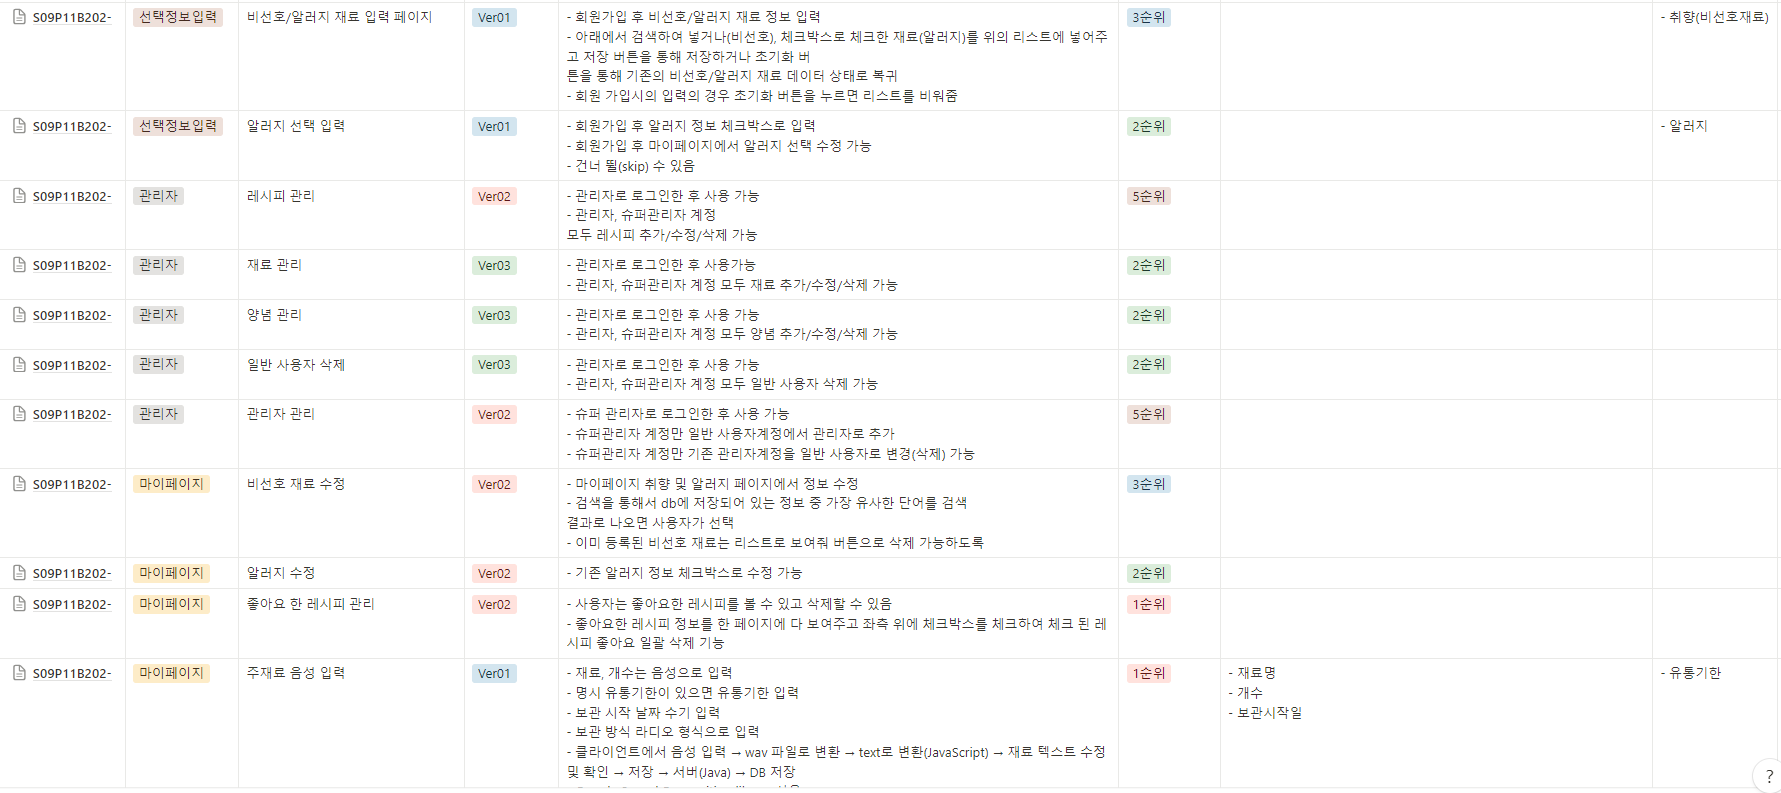 S09P11B202-
선택정보입력
비선호/알러지 재료 입력 페이지
Ver01
- 회원가입 후 비선호/알러지 재료 정보 입력
- 아래에서 검색하여 넣거나(비선호), 체크박스로 체크한 재료(알러지)를 위의 리스트에 넣어주
고 저장 버튼을 통해 저장하거나 초기화 버
튼을 통해 기존의 비선호/알러지 재료 데이터 상태로 복귀
- 회원 가입시의 입력의 경우 초기화 버튼을 누르면 리스트를 비워줌
3순위
- 취향(비선호재료)
S09P11B202-
선택정보입력
알러지 선택 입력
Ver01
- 회원가입 후 알러지 정보 체크박스로 입력
- 회원가입 후 마이페이지에서 알러지 선택 수정 가능
- 건너 뛸(skip) 수 있음
2순위
- 알러지
S09P11B202-
관리자
레시피 관리
Ver02
- 관리자로 로그인한 후 사용 가능
- 관리자, 슈퍼관리자 계정
모두 레시피 추가/수정/삭제 가능
5순위
S09P11B202-
관리자
재료 관리
Ver03
- 관리자로 로그인한 후 사용가능
- 관리자, 슈퍼관리자 계정 모두 재료 추가/수정/삭제 가능
2순위
S09P11B202-
관리자
양념 관리
Ver03
- 관리자로 로그인한 후 사용 가능
- 관리자, 슈퍼관리자 계정 모두 양념 추가/수정/삭제 가능
2순위
S09P11B202-
관리자
일반 사용자 삭제
Ver03
- 관리자로 로그인한 후 사용 가능
- 관리자, 슈퍼관리자 계정 모두 일반 사용자 삭제 가능
2순위
S09P11B202-
관리자
관리자 관리
Ver02
- 슈퍼 관리자로 로그인한 후 사용 가능
- 슈퍼관리자 계정만 일반 사용자계정에서 관리자로 추가
- 슈퍼관리자 계정만 기존 관리자계정을 일반 사용자로 변경(삭제) 가능
5순위
S09P11B202-
마이페이지
비선호 재료 수정
Ver02
- 마이페이지 취향 및 알러지 페이지에서 정보 수정
- 검색을 통해서 db에 저장되어 있는 정보 중 가장 유사한 단어를 검색
결과로 나오면 사용자가 선택
- 이미 등록된 비선호 재료는 리스트로 보여줘 버튼으로 삭제 가능하도록
3순위
S09P11B202-
마이페이지
알러지 수정
Ver02
- 기존 알러지 정보 체크박스로 수정 가능
2순위
S09P11B202-
마이페이지
좋아요 한 레시피 관리
Ver02
- 사용자는 좋아요한 레시피를 볼 수 있고 삭제할 수 있음
- 좋아요한 레시피 정보를 한 페이지에 다 보여주고 좌측 위에 체크박스를 체크하여 체크 된 레
시피 좋아요 일괄 삭제 기능
1순위
S09P11B202-
마이페이지
주재료 음성 입력
Ver01
- 재료, 개수는 음성으로 입력
- 명시 유통기한이 있으면 유통기한 입력
- 보관 시작 날짜 수기 입력
- 보관 방식 라디오 형식으로 입력
- 클라이언트에서 음성 입력 → wav 파일로 변환 → text로 변환(JavaScript) → 재료 텍스트 수정
및 확인 → 저장 → 서버(Java) → DB 저장
1순위
- 재료명
- 개수
- 보관시작일
- 유통기한
?